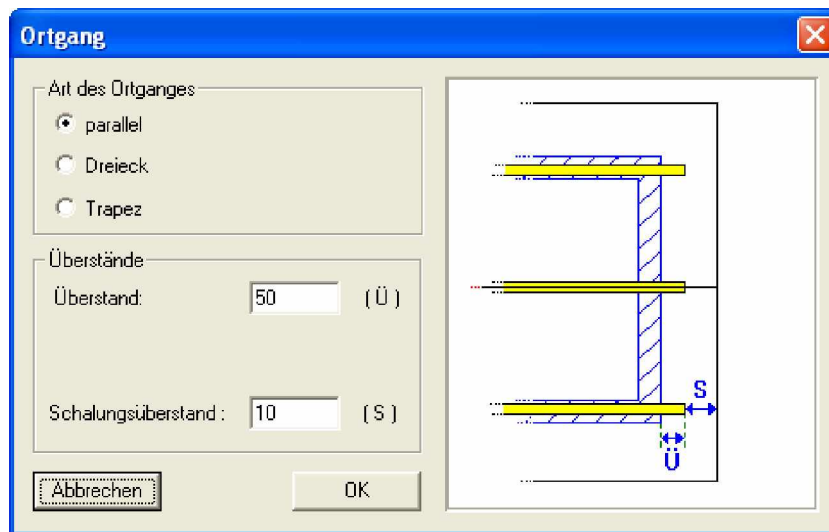 Ortgang
Art des Ortganges
parallel
Dreieck
Trapez
Überstände
Überstand: 50 ( Ü )
Schalungsüberstand : 10 ( S )
Abbrechen OK
S
Ü